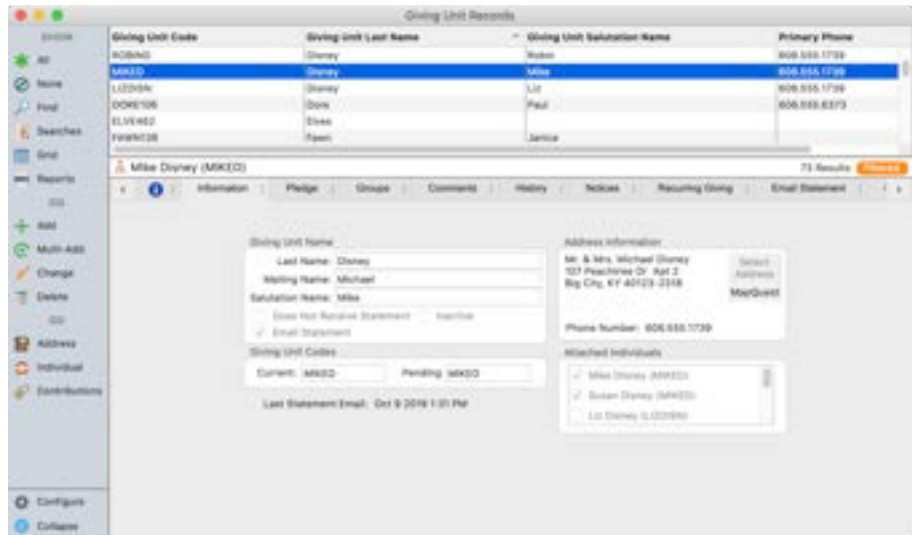 Giving Unit Records
Giving Unit Code Giving Unit Last Name Giving Unit Salutation Name Primary Phone
ROBIND Disney Robin 606.555.1739
MIKED Disney Mike 606.555.1739
LIZDISN Disney Liz 606.555.1739
DORE106 Dore Paul 606.555.6373
ELVE462 Elves
FAWNT38 Fawn Janice
All
None
Find
Searches
Grid
Reports
Add
Multi-Add
Change
Delete
Address
Individual
Contributions
Configure
Collapse
Mike Disney (MIKED) 73 Results Filtered
Information Pledge Groups Comments History Notices Recurring Giving Email Statement
Giving Unit Name
Last Name: Disney
Mailing Name: Michael
Salutation Name: Mike
Does Not Receive Statement Inactive
Email Statement
Giving Unit Codes
Current: MIKED Pending: MIKED
Last Statement Email: Oct 9 2019 1:31 PM
Address Information
Mr. & Mrs. Michael Disney
107 Peachtree Dr Apt 2
Big City, KY 40123-2318
Select Address
MapQuest
Phone Number: 606.555.1739
Attached Individuals
Mike Disney (MIKED)
Susan Disney (MIKED)
Liz Disney (LIZDISN)